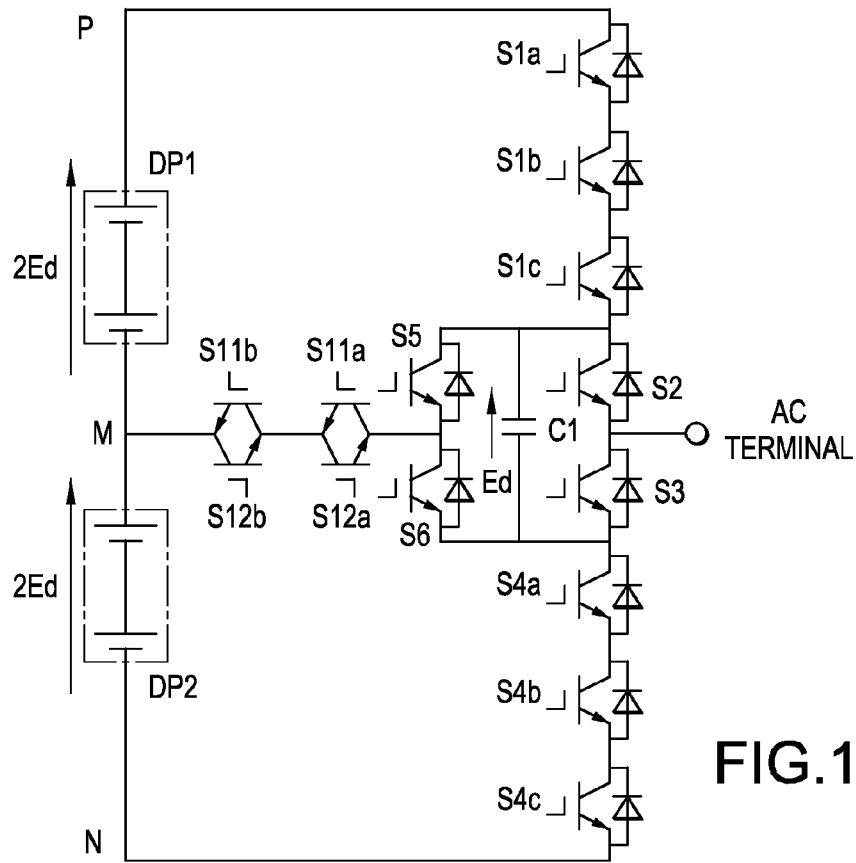 P
S1a
DP1
S1b
2Ed
S1c
S11b
S11a
S5
S2
M
C1
AC
TERMINAL
Ed
S3
S12b
S12a
S6
2Ed
S4a
DP2
S4b
FIG.1
S4c
N